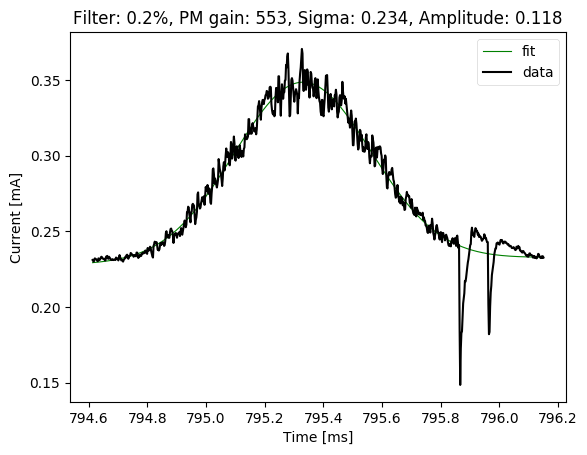 Filter: 0.2%, PM gain: 553, Sigma: 0.234, Amplitude: 0.118
fit
data
0.35
0.30
0.25
0.20
0.15
Current [mA]
794.6 794.8 795.0 795.2 795.4 795.6 795.8 796.0 796.2
Time [ms]